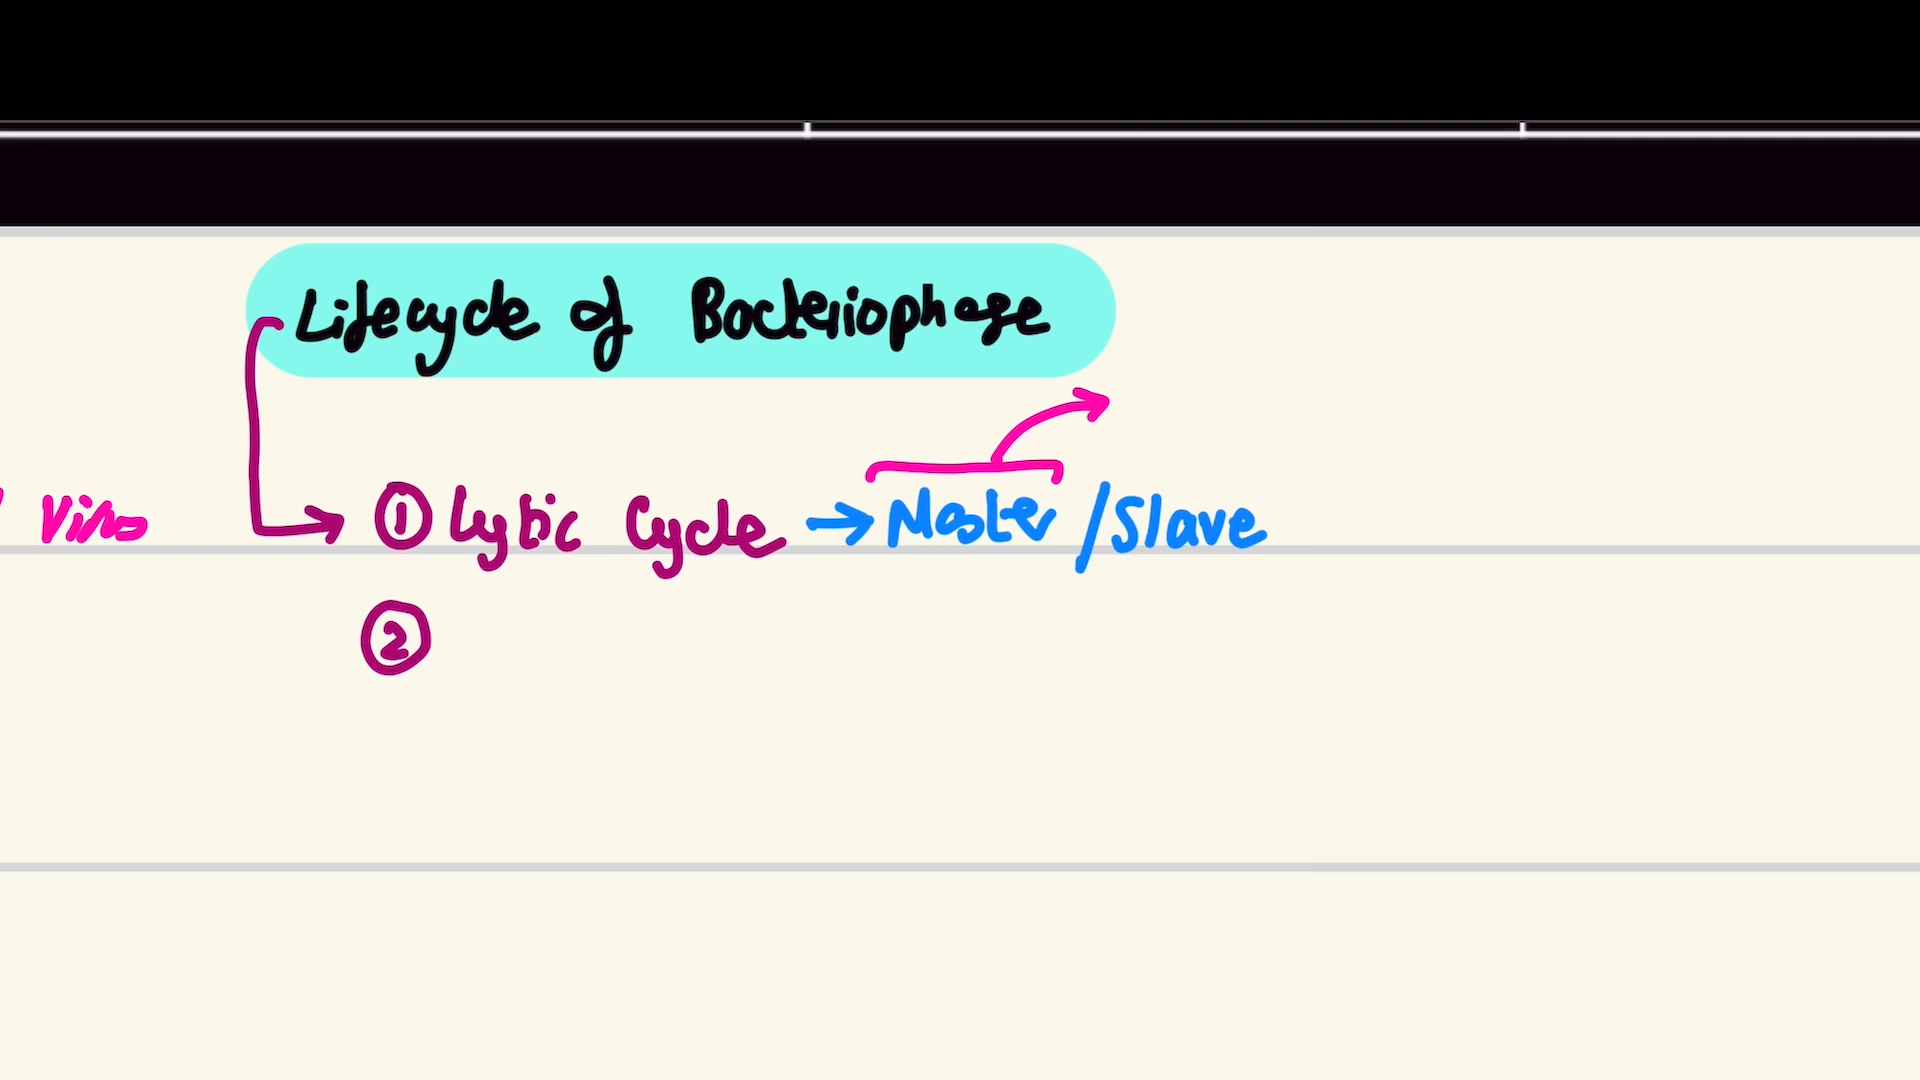 Lifecycle of Bacteriophage
Virus ① Lytic Cycle → Master / Slave
②